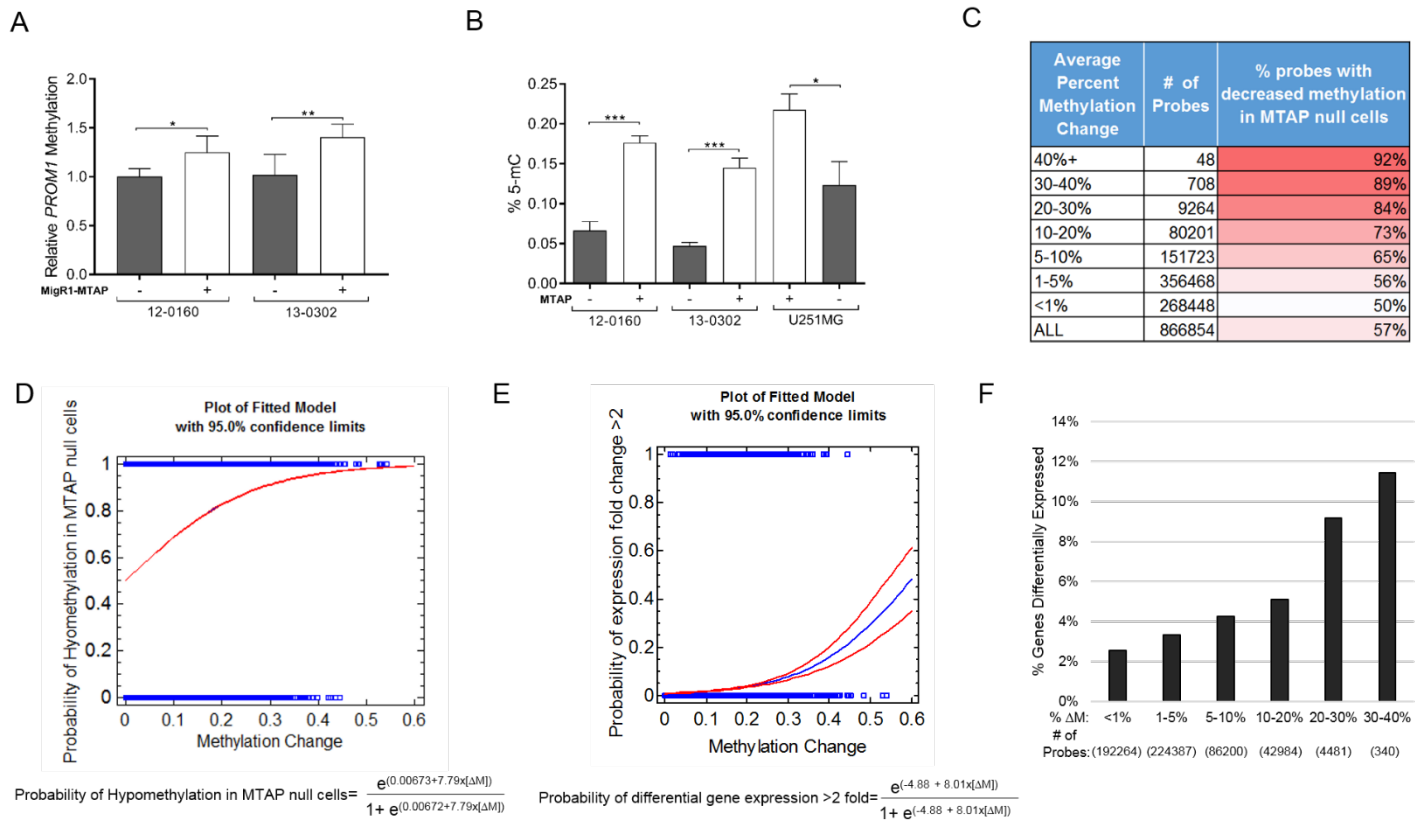 A
Relative PROM1 Methylation
2.0
1.5
1.0
0.5
0.0
*
**
MigR1-MTAP - + - +
12-0160 13-0302
B
% 5-mC
0.25
0.20
0.15
0.10
0.05
0.00
***
***
*
MTAP - + - + + -
12-0160 13-0302 U251MG
C
Average Percent Methylation Change # of Probes % probes with decreased methylation in MTAP null cells
40%+ 48 92%
30-40% 708 89%
20-30% 9264 84%
10-20% 80201 73%
5-10% 151723 65%
1-5% 356468 56%
<1% 268448 50%
ALL 866854 57%
D
Plot of Fitted Model
with 95.0% confidence limits
Probability of Hyomethylation in MTAP null cells
1
0.8
0.6
0.4
0.2
0
0 0.1 0.2 0.3 0.4 0.5 0.6
Methylation Change
Probability of Hypomethylation in MTAP null cells= e(0.00673+7.79x[ΔM])
1+ e(0.00672+7.79x[ΔM])
E
Plot of Fitted Model
with 95.0% confidence limits
Probability of expression fold change >2
1
0.8
0.6
0.4
0.2
0
0 0.1 0.2 0.3 0.4 0.5 0.6
Methylation Change
Probability of differential gene expression >2 fold= e(-4.88 + 8.01x[ΔM])
1+ e(-4.88 + 8.01x[ΔM])
F
% Genes Differentially Expressed
14%
12%
10%
8%
6%
4%
2%
0%
% ΔM: <1% 1-5% 5-10% 10-20% 20-30% 30-40%
# of
Probes: (192264) (224387) (86200) (42984) (4481) (340)